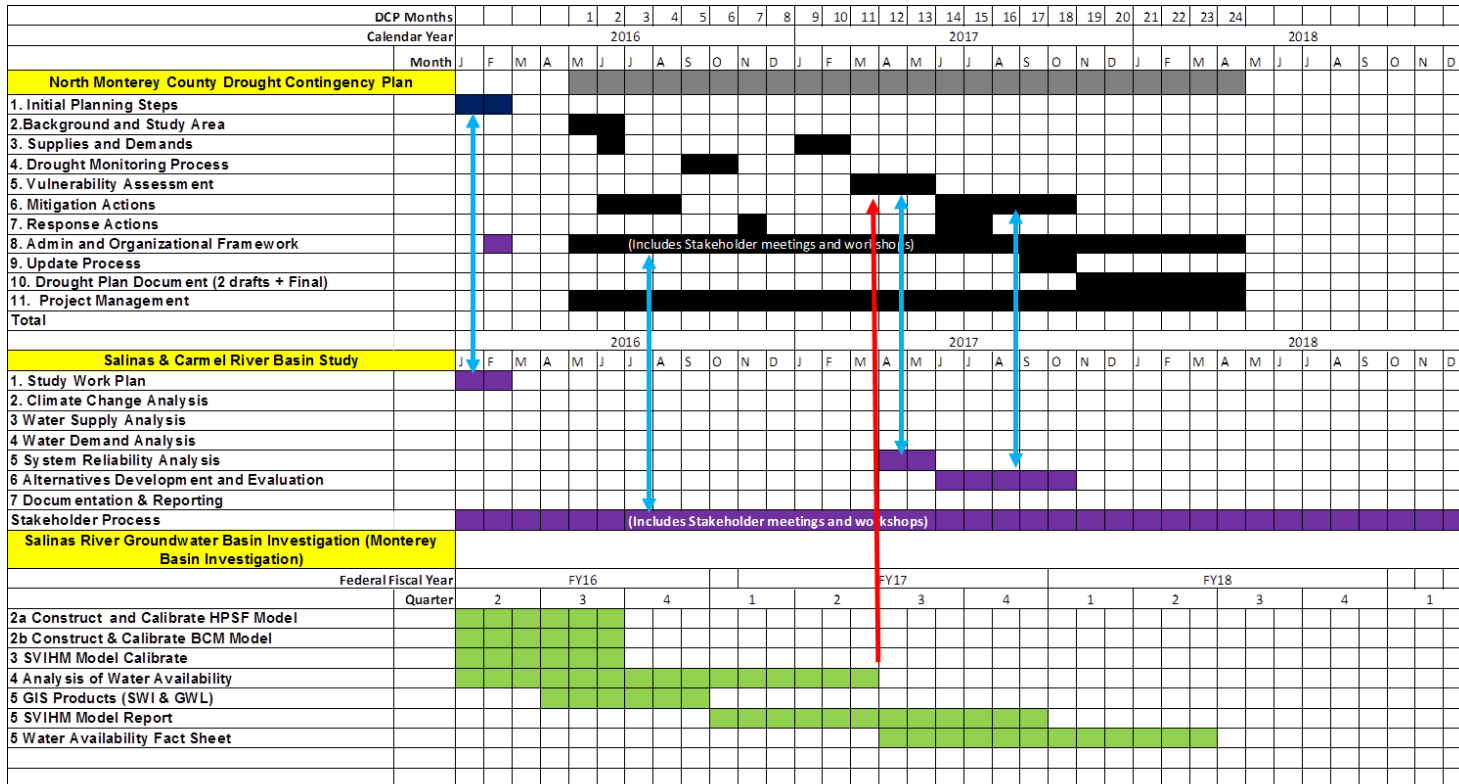 DCP Months 1 2 3 4 5 6 7 8 9 10 11 12 13 14 15 16 17 18 19 20 21 22 23 24
Calendar Year 2016 2017 2018
Month J F M A M J J A S O N D J F M A M J J A S O N D J F M A M J J A S O N D
North Monterey County Drought Contingency Plan
1. Initial Planning Steps
2.Background and Study Area
3. Supplies and Demands
4. Drought Monitoring Process
5. Vulnerability Assessment
6. Mitigation Actions
7. Response Actions
8. Admin and Organizational Framework (Includes Stakeholder meetings and workshops)
9. Update Process
10. Drought Plan Document (2 drafts + Final)
11. Project Management
Total
2016 2017 2018
Salinas & Carmel River Basin Study J F M A M J J A S O N D J F M A M J J A S O N D J F M A M J J A S O N D
1. Study Work Plan
2. Climate Change Analysis
3 Water Supply Analysis
4 Water Demand Analysis
5 System Reliability Analysis
6 Alternatives Development and Evaluation
7 Documentation & Reporting
Stakeholder Process (Includes Stakeholder meetings and workshops)
Salinas River Groundwater Basin Investigation (Monterey
Basin Investigation)
Federal Fiscal Year FY16 FY17 FY18
Quarter 2 3 4 1 2 3 4 1 2 3 4 1
2a Construct and Calibrate HPSF Model
2b Construct & Calibrate BCM Model
3 SVIHM Model Calibrate
4 Analysis of Water Availability
5 GIS Products (SWI & GWL)
5 SVIHM Model Report
5 Water Availability Fact Sheet